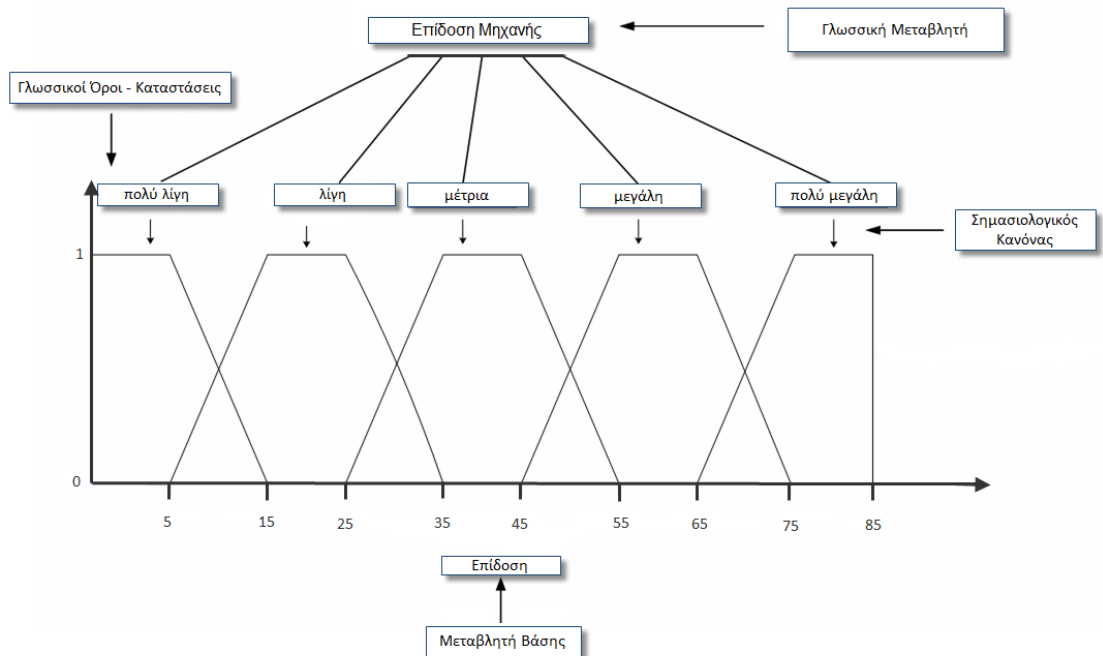 Επίδοση Μηχανής
Γλωσσική Μεταβλητή
Γλωσσικοί Όροι - Καταστάσεις
πολύ λίγη
λίγη
μέτρια
μεγάλη
πολύ μεγάλη
Σημασιολογικός
Κανόνας
1
0
5
15
25
35
45
55
65
75
85
Επίδοση
Μεταβλητή Βάσης